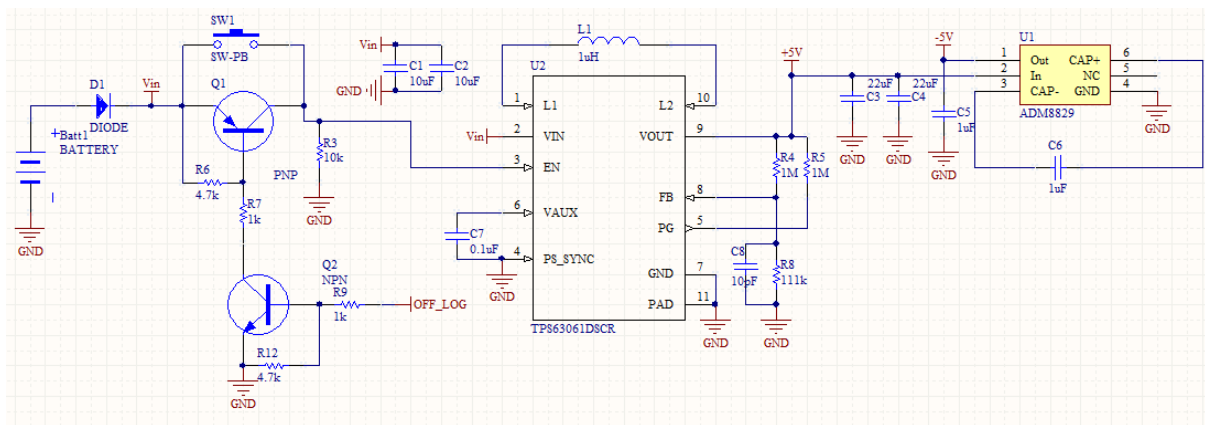 SW1
SW-PB
D1
Vin
Q1
DIODE
Batt1
BATTERY
R6
4.7k
PNP
R3
10k
GND
R7
1k
GND
Q2
NPN
R9
1k
OFF_LOG
R12
4.7k
GND
Vin
C1
10uF
C2
10uF
GND
L1
1uH
U2
1
L1
L2
10
Vin
2
VIN
VOUT
9
3
EN
FB
8
6
VAUX
PG
5
C7
0.1uF
4
PS_SYNC
GND
7
GND
PAD
11
TPS63061DSCR
GND
+5V
R4
1M
R5
1M
C8
10pF
R8
111k
GND
22uF
C3
22uF
C4
GND
GND
-5V
C5
1uF
GND
U1
1
Out
CAP+
6
2
In
NC
5
3
CAP-
GND
4
ADM8829
GND
C6
1uF